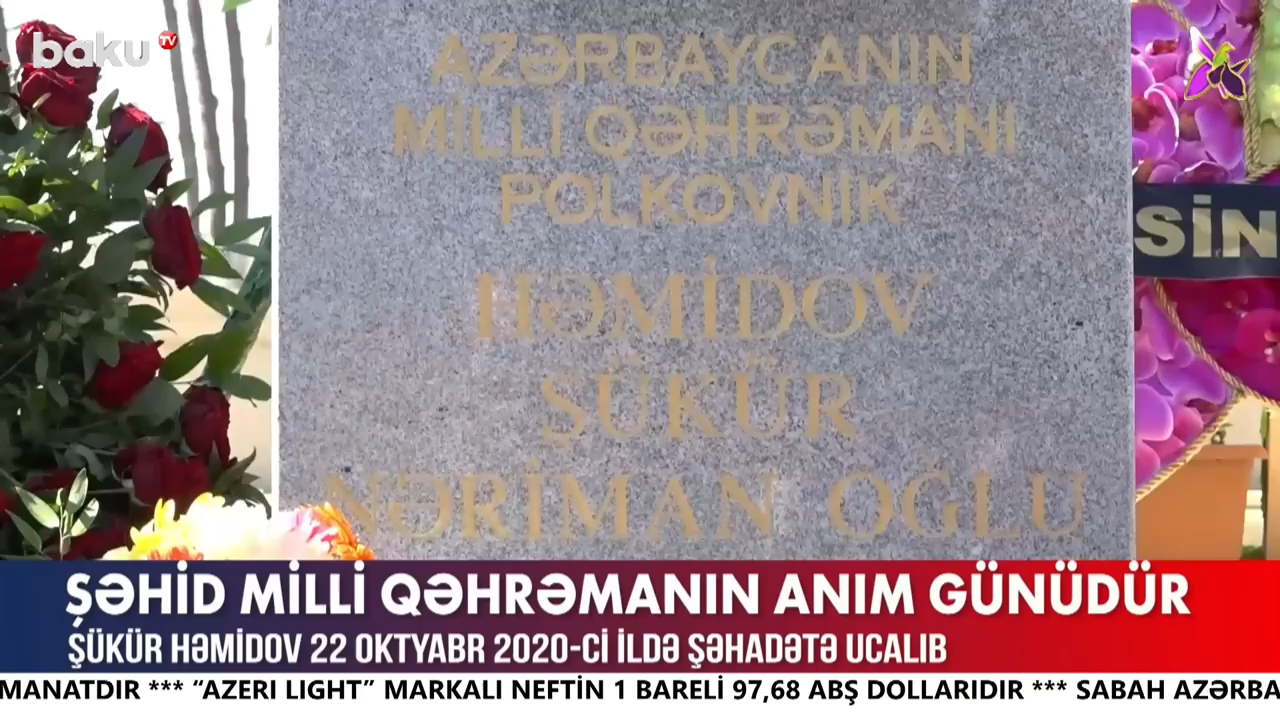 baku TV
AZƏRBAYCANIN
MİLLİ QƏHRƏMANI
POLKOVNİK
HƏMİDOV
ŞÜKÜR
NƏRİMAN OĞLU
SİN
ŞƏHİD MİLLİ QƏHRƏMANIN ANIM GÜNÜDÜR
ŞÜKÜR HƏMİDOV 22 OKTYABR 2020-Cİ İLDƏ ŞƏHADƏTƏ UCALIB
MANATDIR *** “AZERI LIGHT” MARKALI NEFTİN 1 BARELİ 97,68 ABŞ DOLLARIDIR *** SABAH AZƏRBA